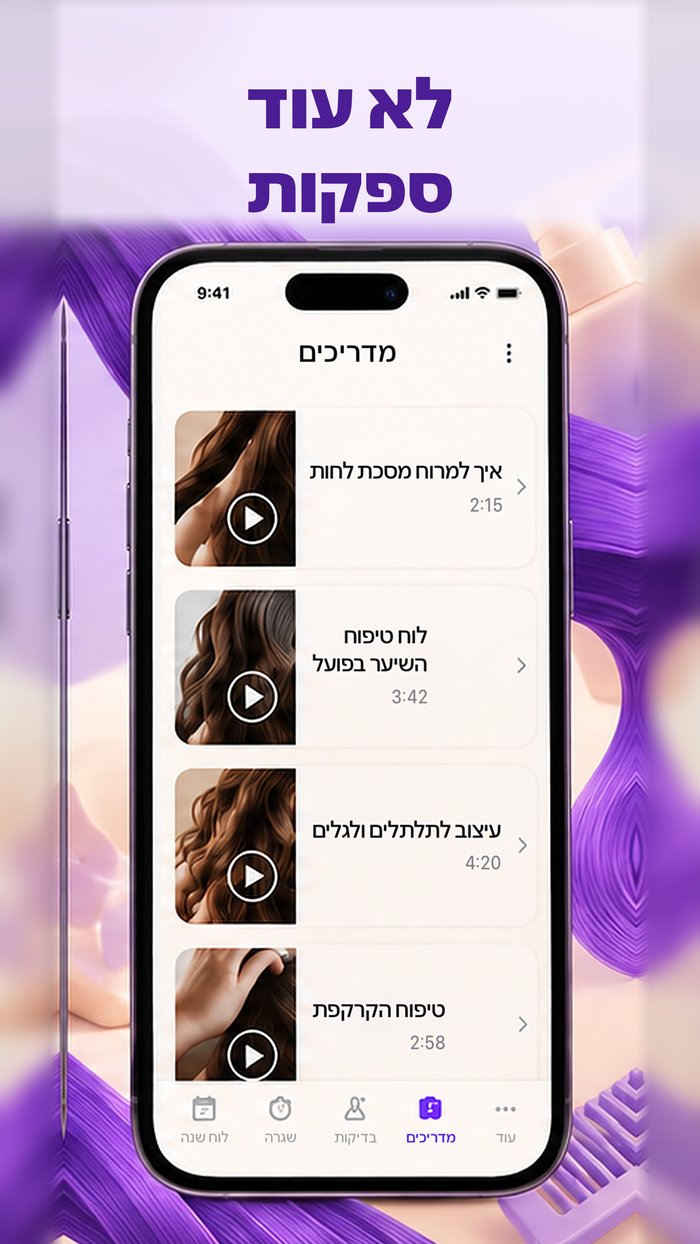 לא עוד
ספקות
9:41
מדריכים
איך למרוח מסכת לחות
2:15
לוח טיפוח
השיער בפועל
3:42
עיצוב לתלתלים ולגלים
4:20
טיפוח הקרקפת
2:58
עוד
מדריכים
בדיקות
שגרה
לוח שנה